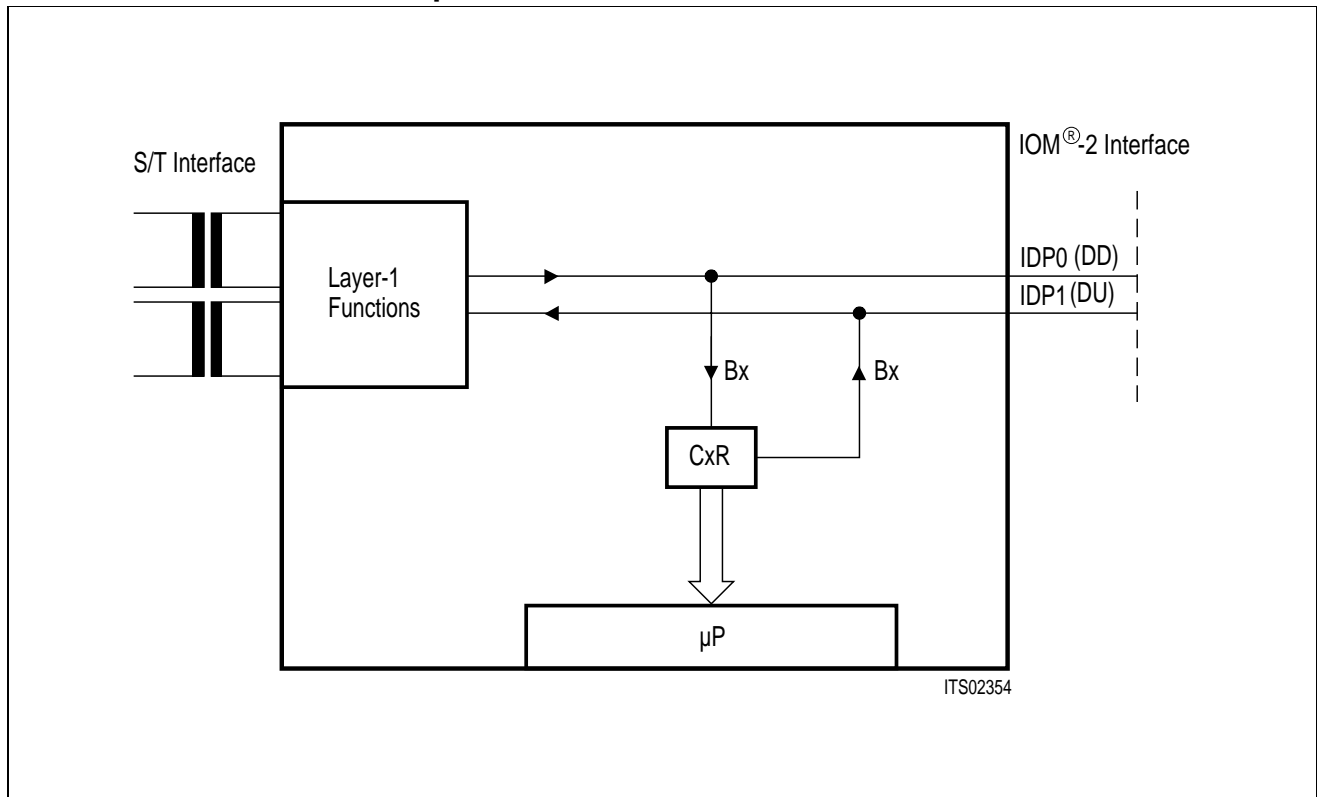 S/T Interface
IOM®-2 Interface
Layer-1
Functions
IDP0 (DD)
IDP1 (DU)
Bx
Bx
CxR
µP
ITS02354